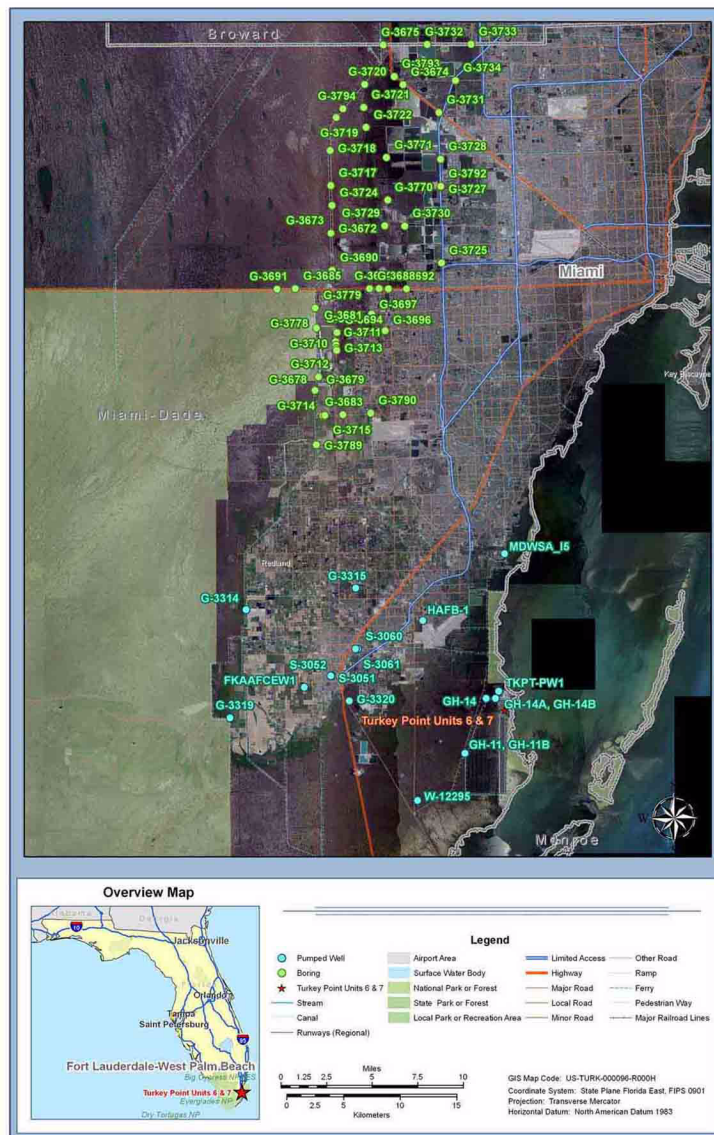 Broward
G-3675
G-3732
G-3733
G-3793
G-3720
G-3674
G-3734
G-3721
G-3794
G-3722
G-3731
G-3719
G-3718
G-3771
G-3728
G-3717
G-3792
G-3724
G-3770
G-3727
G-3729
G-3730
G-3673
G-3672
G-3690
G-3725
Miami
G-3691
G-3685
G-3688
G-3779
G-3697
G-3681
G-3778
G-3696
G-3711
G-3710
G-3713
G-3712
G-3678
G-3679
Key Biscayne
Miami-Dade
G-3714
G-3683
G-3790
G-3715
G-3789
MDWSA_I5
Redland
G-3315
G-3314
HAFB-1
S-3060
S-3052
S-3061
FKAAFCEW1
S-3051
TKPT-PW1
G-3319
G-3320
GH-14
GH-14A, GH-14B
Turkey Point Units 6 & 7
GH-11, GH-11B
W-12295
W
Monroe
Overview Map
Alabama
Georgia
10
Jacksonville
Orlando
Tampa
Saint Petersburg
95
Fort Lauderdale-West Palm Beach
Big Cypress NPRES
Turkey Point Units 6 & 7
Everglades NP
Dry Tortugas NP
Legend
Pumped Well
Boring
Turkey Point Units 6 & 7
Stream
Canal
Runways (Regional)
Airport Area
Surface Water Body
National Park or Forest
State Park or Forest
Local Park or Recreation Area
Limited Access
Highway
Major Road
Local Road
Minor Road
Other Road
Ramp
Ferry
Pedestrian Way
Major Railroad Lines
Miles
0 1.25 2.5 5 7.5 10
0 2.5 5 10 15
Kilometers
GIS Map Code: US-TURK-000096-R000H
Coordinate System: State Plane Florida East, FIPS 0901
Projection: Transverse Mercator
Horizontal Datum: North American Datum 1983